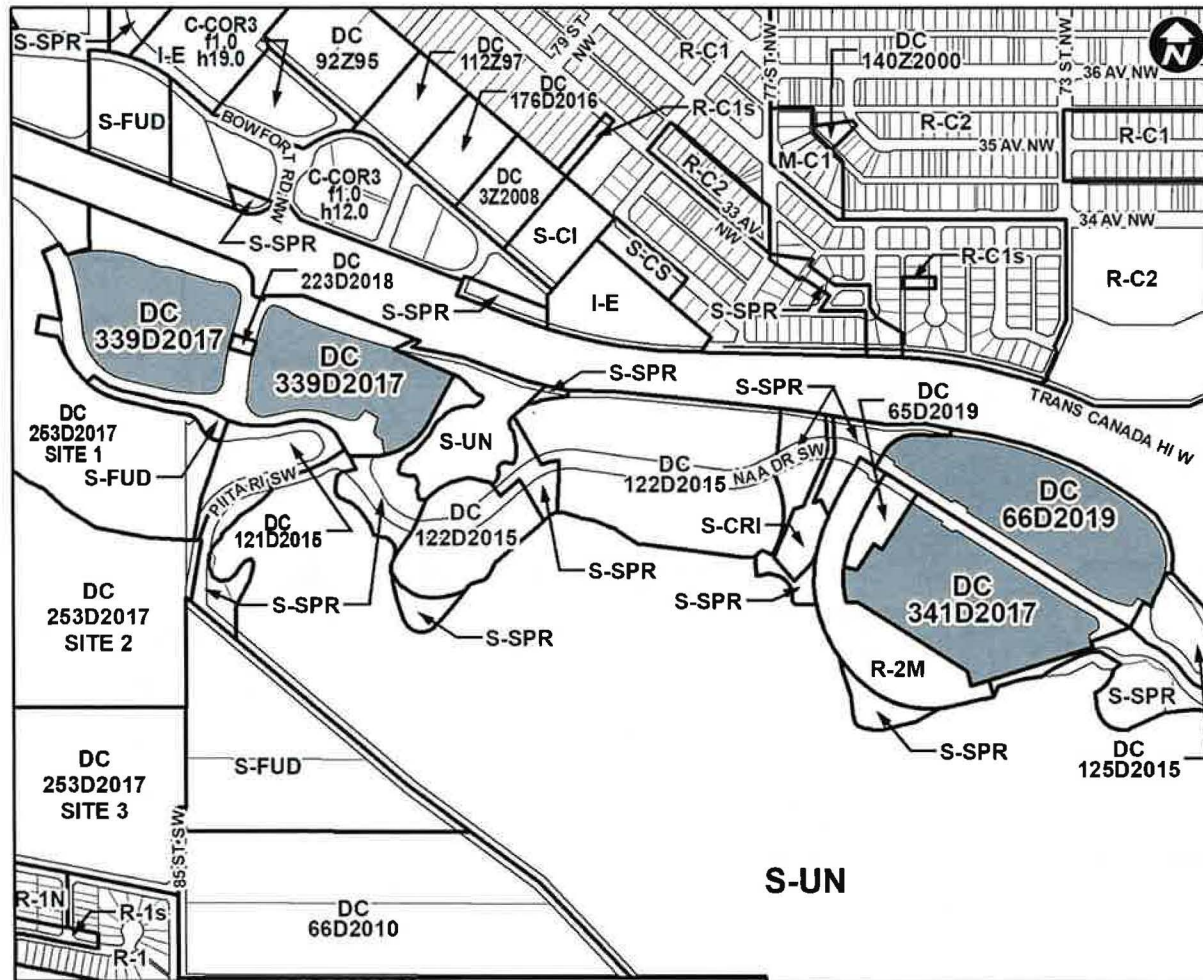 S-SPR
I-E
C-COR3
f1.0
h19.0
DC
92Z95
DC
112Z97
DC
176D2016
79 ST
NW
R-C1
77 ST NW
DC
140Z2000
73 ST NW
36 AV NW
N
S-FUD
BOWFORT RD NW
C-COR3
f1.0
h12.0
DC
3Z2008
R-C1s
R-C2
33 AV
NW
M-C1
R-C2
35 AV NW
R-C1
34 AV NW
S-SPR
S-CI
S-CS
R-C1s
R-C2
DC
223D2018
S-SPR
I-E
S-SPR
DC
339D2017
DC
339D2017
S-SPR
S-SPR
DC
65D2019
TRANS CANADA HI W
DC
253D2017
SITE 1
S-FUD
S-UN
DC
122D2015
NA A DR SW
DC
66D2019
PIITA RI SW
DC
121D2015
DC
122D2015
S-CRI
S-SPR
DC
341D2017
DC
253D2017
SITE 2
S-SPR
S-SPR
S-SPR
R-2M
S-SPR
S-SPR
DC
125D2015
DC
253D2017
SITE 3
S-FUD
85 ST SW
S-UN
R-1N
R-1s
R-1
DC
66D2010